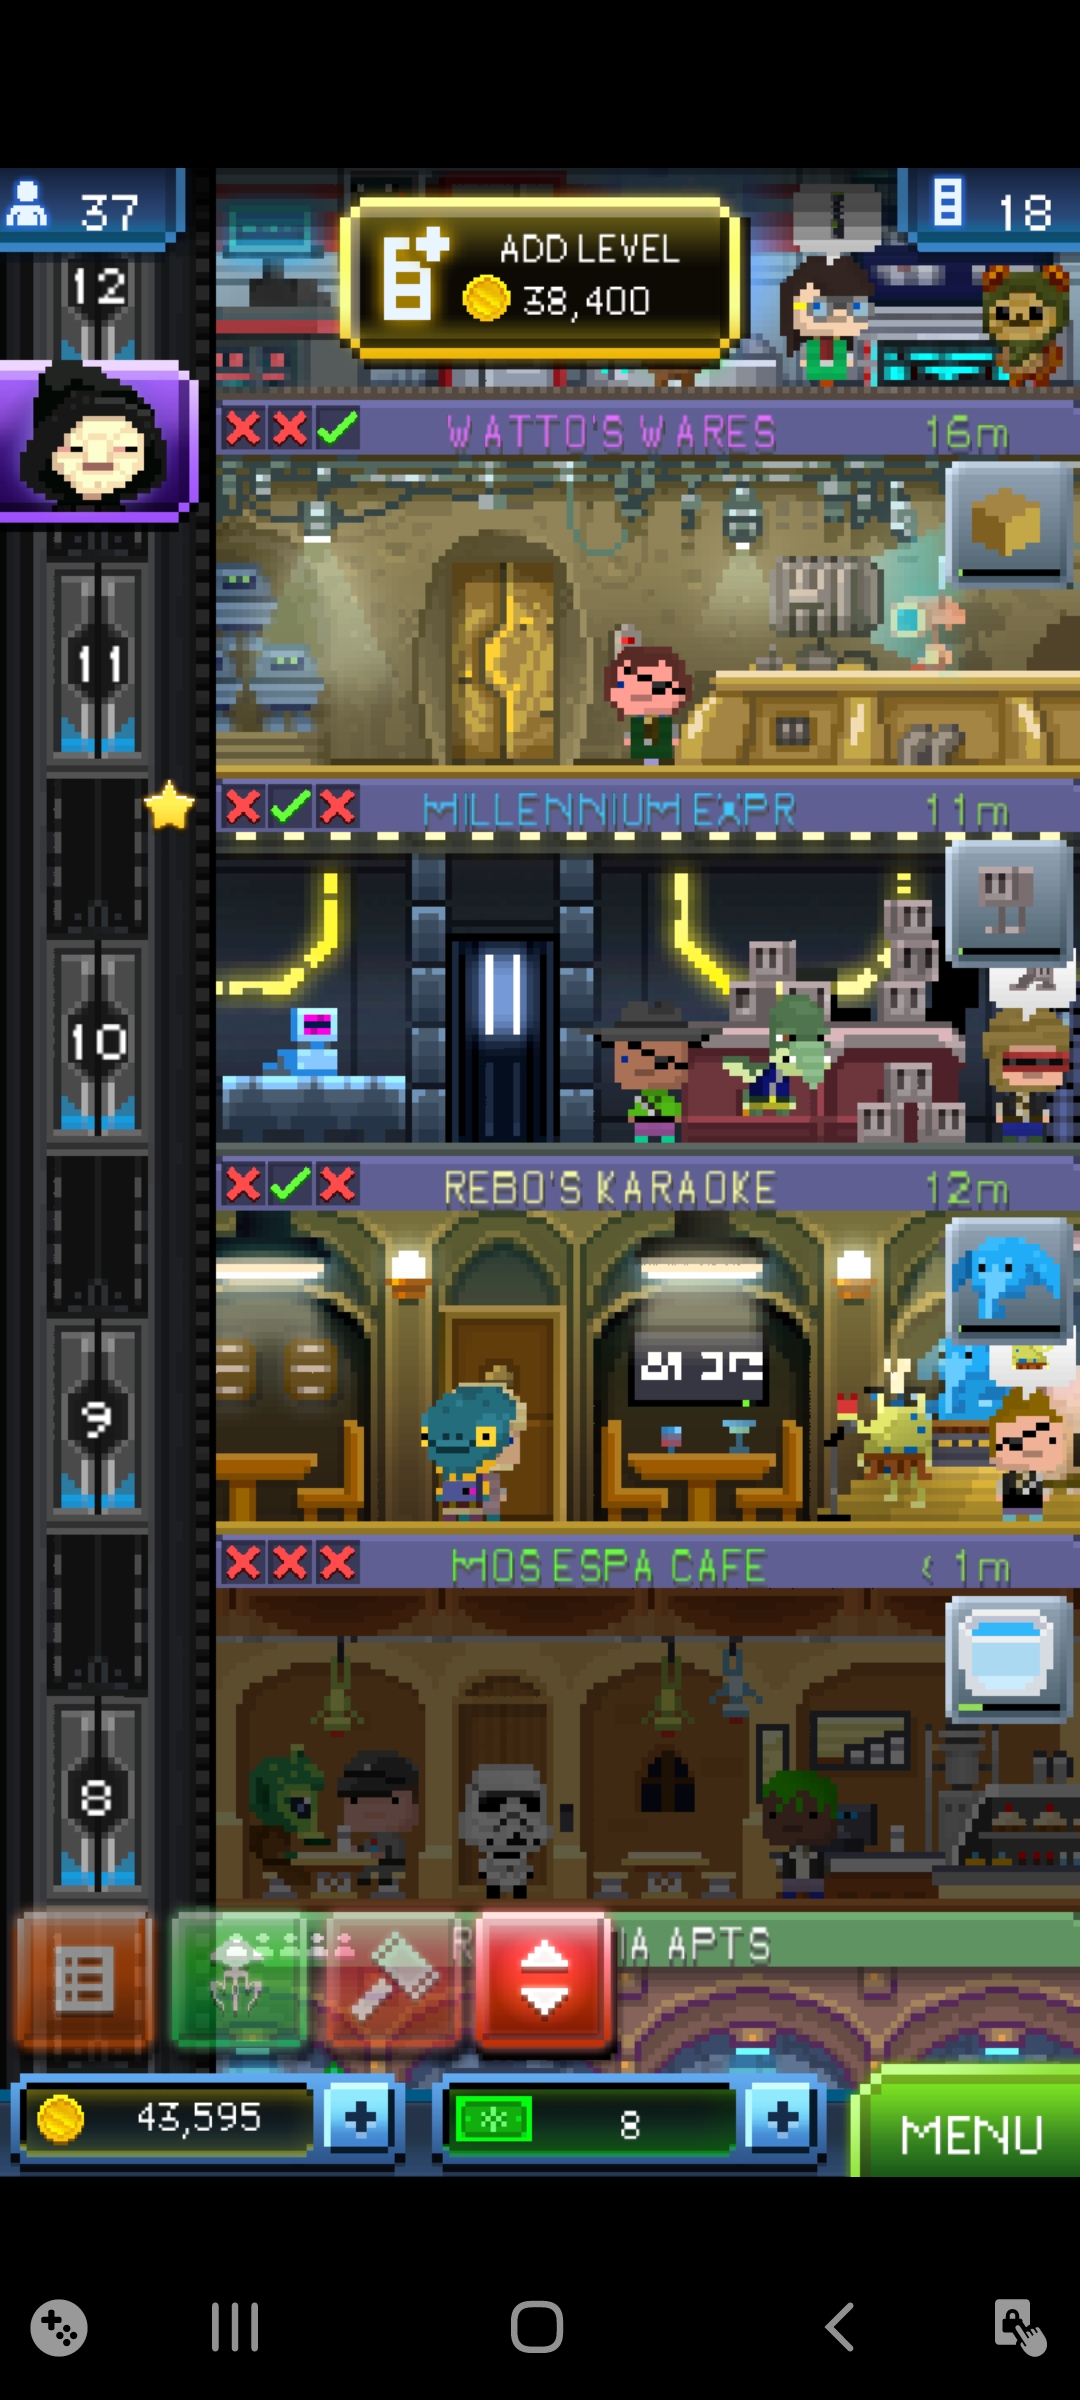 37
ADD LEVEL
38,400
18
12
WATTO'S WARES
16m
11
MILLENNIUM EXPR
11m
10
REBO'S KARAOKE
12m
9
MOS ESPA CAFE
< 1m
8
IA APTS
43,595
8
MENU